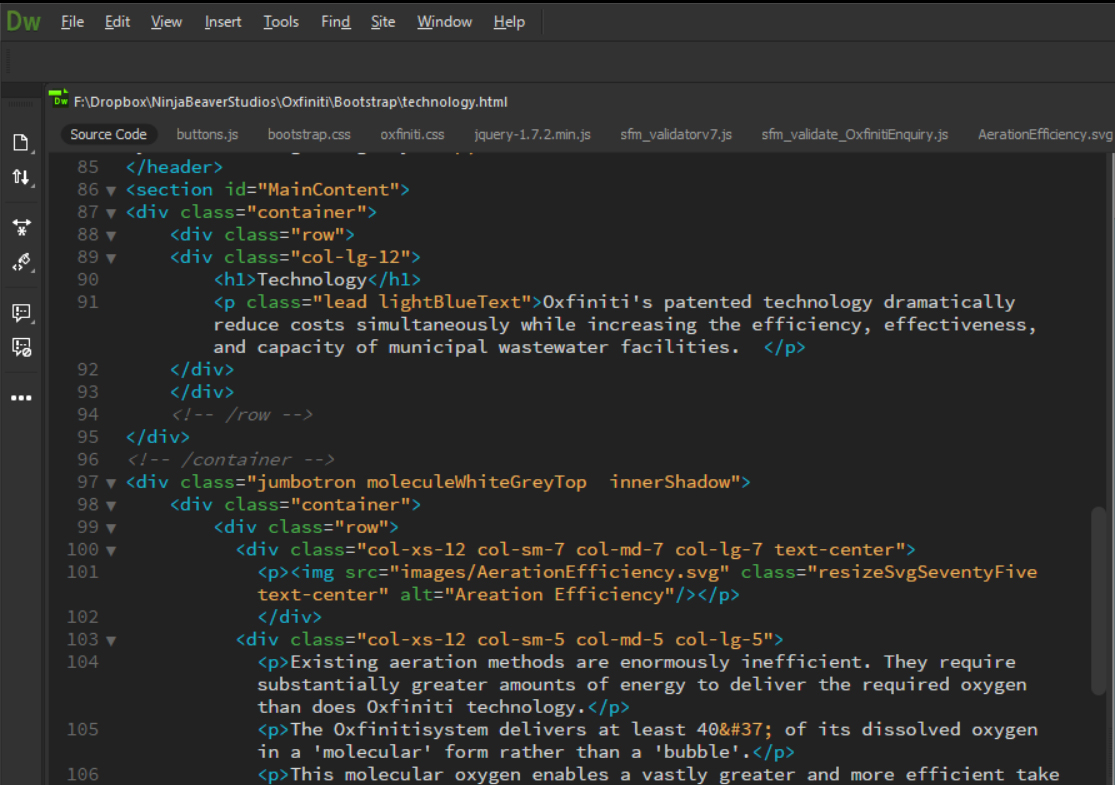 Dw File Edit View Insert Tools Find Site Window Help
Dw F:\Dropbox\NinjaBeaverStudios\Oxfiniti\Bootstrap\technology.html
Source Code buttons.js bootstrap.css oxfiniti.css jquery-1.7.2.min.js sfm_validatorv7.js sfm_validate_OxfinitiEnquiry.js AerationEfficiency.svg
85 </header>
86 <section id="MainContent">
87 <div class="container">
88 <div class="row">
89 <div class="col-lg-12">
90 <h1>Technology</h1>
91 <p class="lead lightBlueText">Oxfiniti's patented technology dramatically
reduce costs simultaneously while increasing the efficiency, effectiveness,
and capacity of municipal wastewater facilities.  </p>
92 </div>
93 </div>
94 <!-- /row -->
95 </div>
96 <!-- /container -->
97 <div class="jumbotron moleculeWhiteGreyTop  innerShadow">
98 <div class="container">
99 <div class="row">
100 <div class="col-xs-12 col-sm-7 col-md-7 col-lg-7 text-center">
101 <p><img src="images/AerationEfficiency.svg" class="resizeSvgSeventyFive
text-center" alt="Areation Efficiency"/></p>
102 </div>
103 <div class="col-xs-12 col-sm-5 col-md-5 col-lg-5">
104 <p>Existing aeration methods are enormously inefficient. They require
substantially greater amounts of energy to deliver the required oxygen
than does Oxfiniti technology.</p>
105 <p>The Oxfinitisystem delivers at least 40&#37; of its dissolved oxygen
in a 'molecular' form rather than a 'bubble'.</p>
106 <p>This molecular oxygen enables a vastly greater and more efficient take